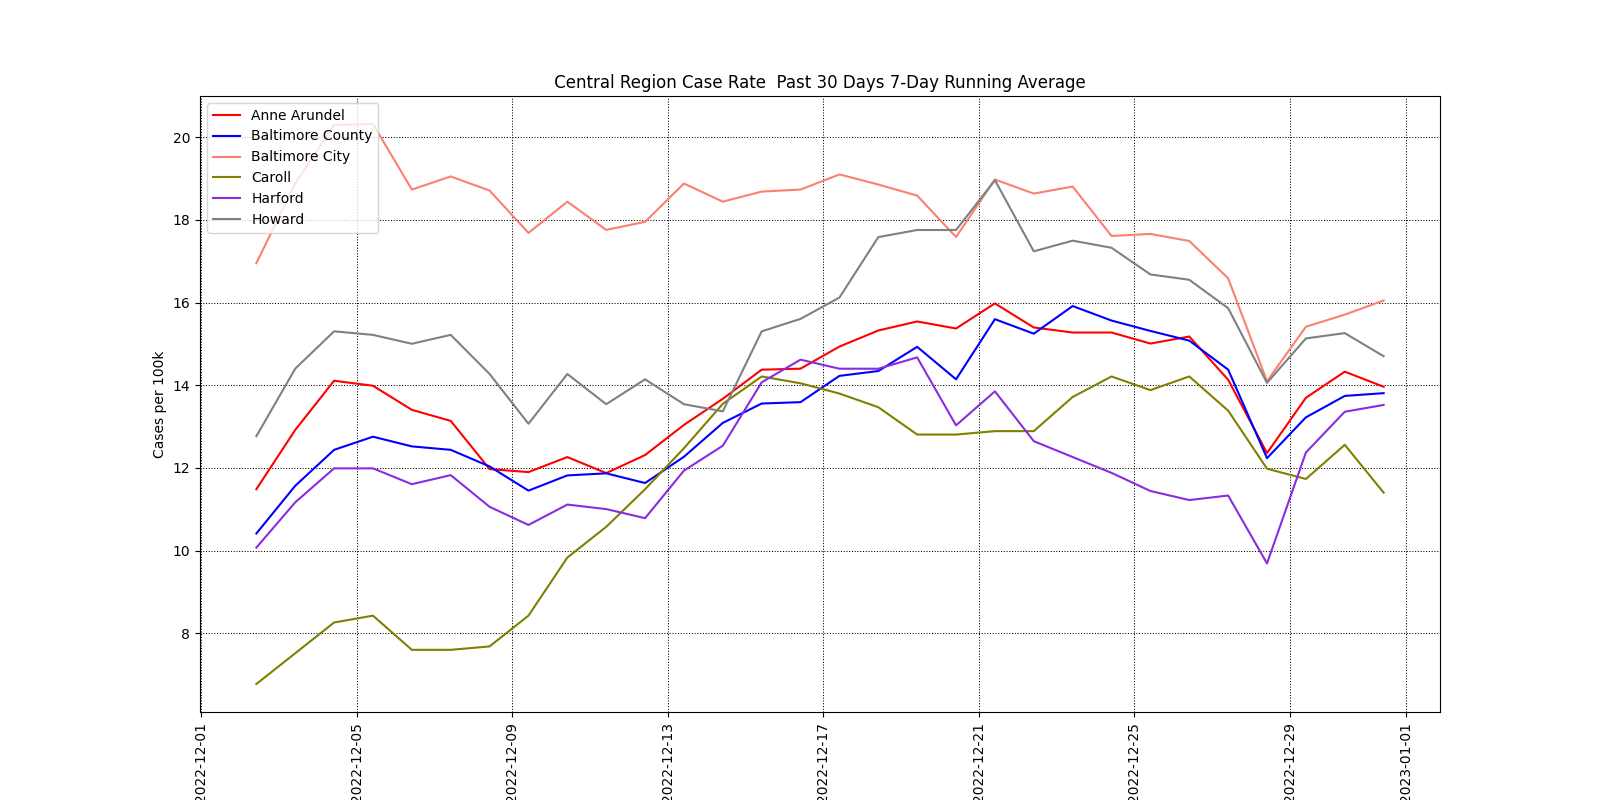 Central Region Case Rate  Past 30 Days 7-Day Running Average
Cases per 100k
20
18
16
14
12
10
8
Anne Arundel
Baltimore County
Baltimore City
Caroll
Harford
Howard
2022-12-01
2022-12-05
2022-12-09
2022-12-13
2022-12-17
2022-12-21
2022-12-25
2022-12-29
2023-01-01